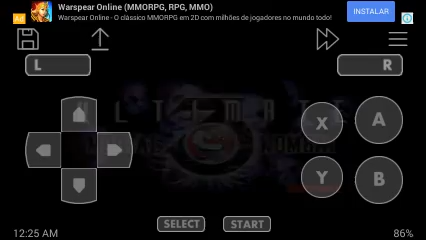 Warspear Online (MMORPG, RPG, MMO)
Warspear Online - O clássico MMORPG em 2D com milhões de jogadores no mundo todo!
Ad
INSTALAR
L
R
ULTIMATE
X
A
Y
B
SELECT
START
12:25 AM
86%